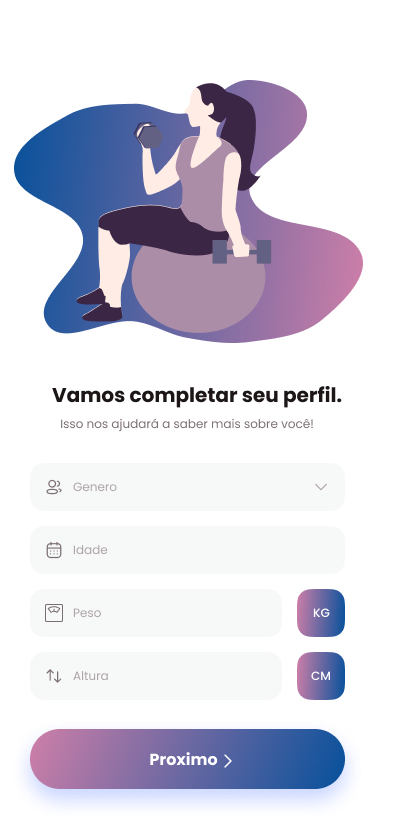 Vamos completar seu perfil.
Isso nos ajudará a saber mais sobre você!
Genero
Idade
Peso
KG
Altura
CM
Proximo